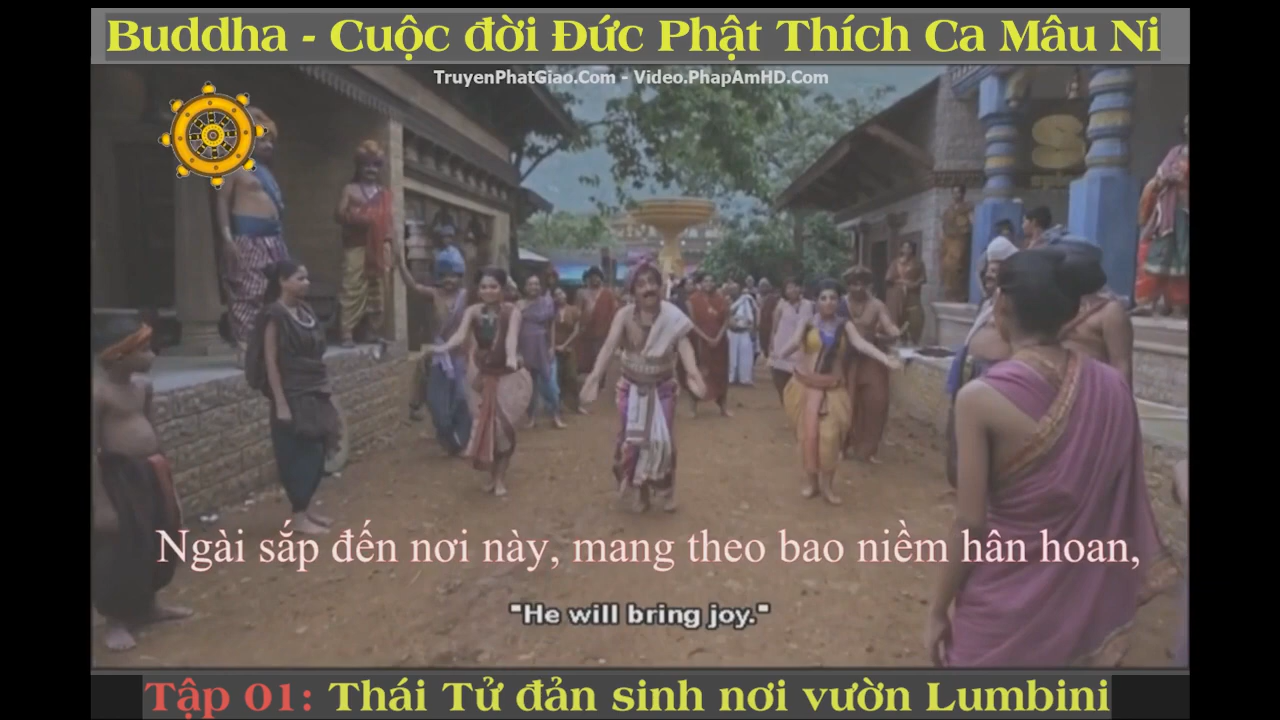 Buddha - Cuộc đời Đức Phật Thích Ca Mâu Ni
TruyenPhatGiao.Com - Video.PhapAmHD.Com
Ngài sắp đến nơi này, mang theo bao niềm hân hoan,
"He will bring joy."
Tập 01: Thái Tử đản sinh nơi vườn Lumbini